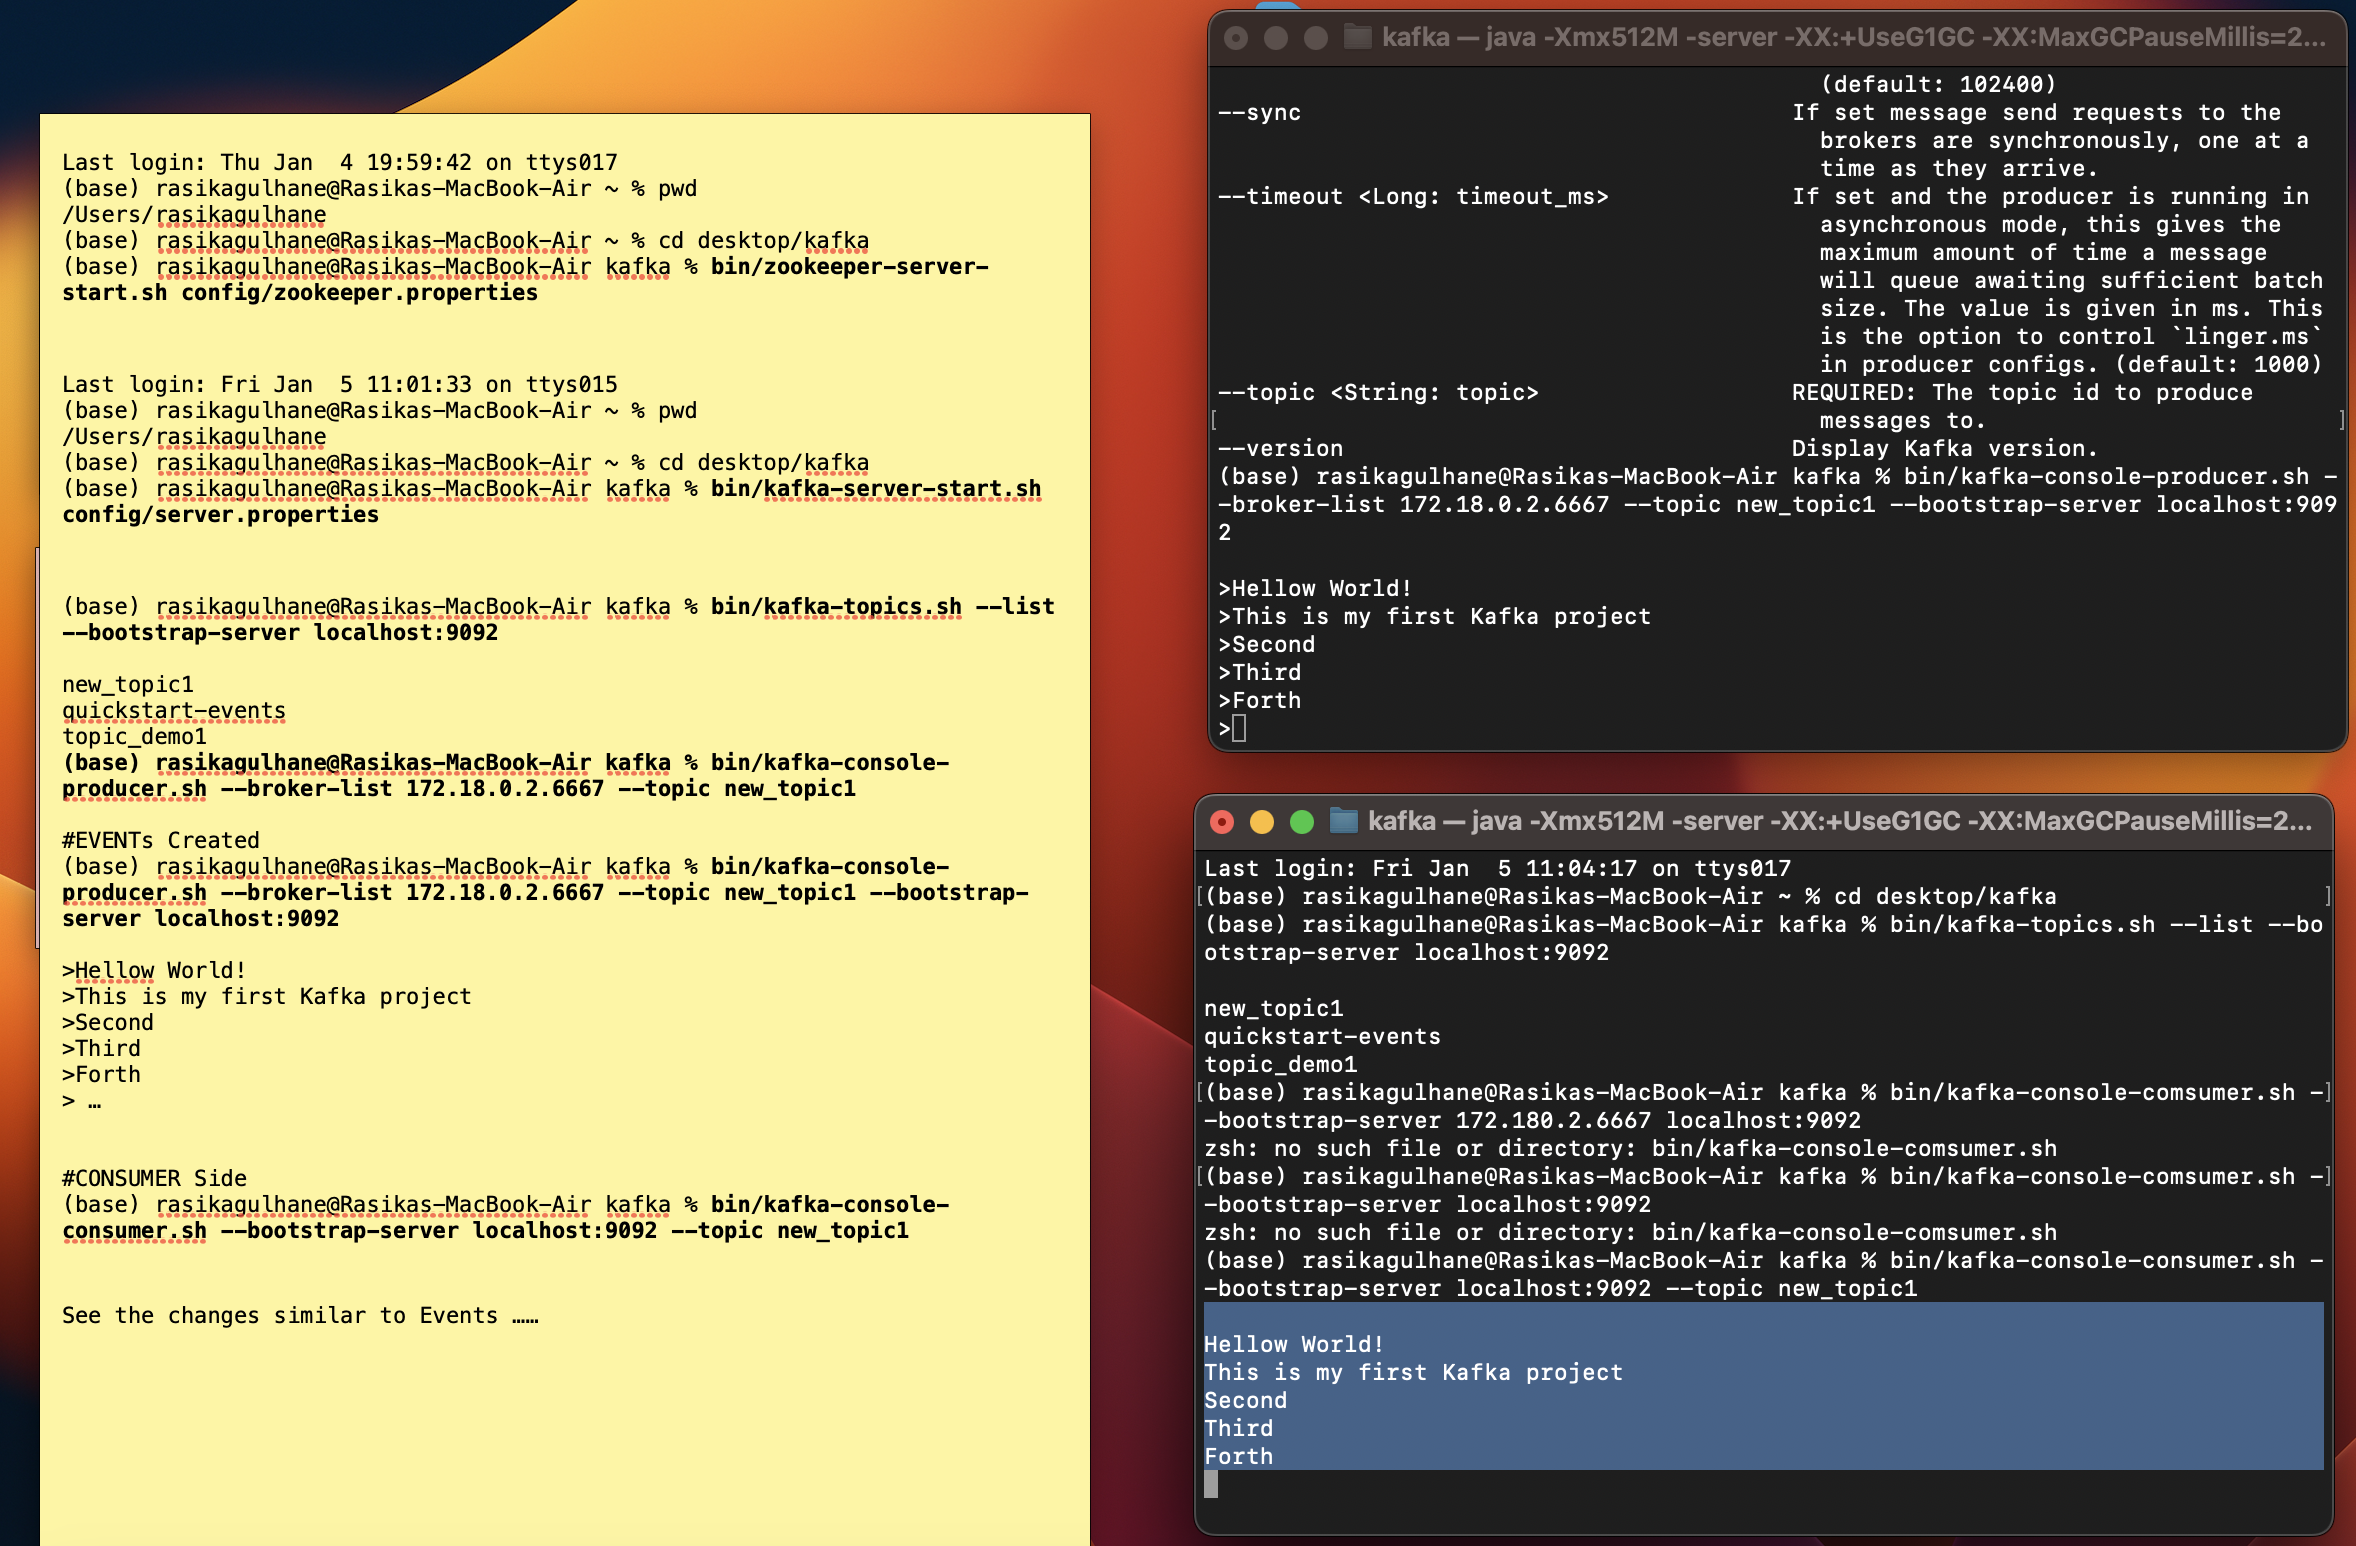 Last login: Thu Jan  4 19:59:42 on ttys017
(base) rasikagulhane@Rasikas-MacBook-Air ~ % pwd
/Users/rasikagulhane
(base) rasikagulhane@Rasikas-MacBook-Air ~ % cd desktop/kafka
(base) rasikagulhane@Rasikas-MacBook-Air kafka % bin/zookeeper-server-
start.sh config/zookeeper.properties
Last login: Fri Jan  5 11:01:33 on ttys015
(base) rasikagulhane@Rasikas-MacBook-Air ~ % pwd
/Users/rasikagulhane
(base) rasikagulhane@Rasikas-MacBook-Air ~ % cd desktop/kafka
(base) rasikagulhane@Rasikas-MacBook-Air kafka % bin/kafka-server-start.sh
config/server.properties
(base) rasikagulhane@Rasikas-MacBook-Air kafka % bin/kafka-topics.sh --list
--bootstrap-server localhost:9092
new_topic1
quickstart-events
topic_demo1
(base) rasikagulhane@Rasikas-MacBook-Air kafka % bin/kafka-console-
producer.sh --broker-list 172.18.0.2.6667 --topic new_topic1
#EVENTs Created
(base) rasikagulhane@Rasikas-MacBook-Air kafka % bin/kafka-console-
producer.sh --broker-list 172.18.0.2.6667 --topic new_topic1 --bootstrap-
server localhost:9092
>Hellow World!
>This is my first Kafka project
>Second
>Third
>Forth
> …
#CONSUMER Side
(base) rasikagulhane@Rasikas-MacBook-Air kafka % bin/kafka-console-
consumer.sh --bootstrap-server localhost:9092 --topic new_topic1
See the changes similar to Events ……
kafka — java -Xmx512M -server -XX:+UseG1GC -XX:MaxGCPauseMillis=2...
(default: 102400)
--sync If set message send requests to the
brokers are synchronously, one at a
time as they arrive.
--timeout <Long: timeout_ms> If set and the producer is running in
asynchronous mode, this gives the
maximum amount of time a message
will queue awaiting sufficient batch
size. The value is given in ms. This
is the option to control `linger.ms`
in producer configs. (default: 1000)
--topic <String: topic> REQUIRED: The topic id to produce
[ messages to. ]
--version Display Kafka version.
(base) rasikagulhane@Rasikas-MacBook-Air kafka % bin/kafka-console-producer.sh -
-broker-list 172.18.0.2.6667 --topic new_topic1 --bootstrap-server localhost:909
2
>Hellow World!
>This is my first Kafka project
>Second
>Third
>Forth
>
kafka — java -Xmx512M -server -XX:+UseG1GC -XX:MaxGCPauseMillis=2...
Last login: Fri Jan  5 11:04:17 on ttys017
[(base) rasikagulhane@Rasikas-MacBook-Air ~ % cd desktop/kafka ]
(base) rasikagulhane@Rasikas-MacBook-Air kafka % bin/kafka-topics.sh --list --bo
otstrap-server localhost:9092
new_topic1
quickstart-events
topic_demo1
[(base) rasikagulhane@Rasikas-MacBook-Air kafka % bin/kafka-console-comsumer.sh -]
-bootstrap-server 172.180.2.6667 localhost:9092
zsh: no such file or directory: bin/kafka-console-comsumer.sh
[(base) rasikagulhane@Rasikas-MacBook-Air kafka % bin/kafka-console-comsumer.sh -]
-bootstrap-server localhost:9092
zsh: no such file or directory: bin/kafka-console-comsumer.sh
(base) rasikagulhane@Rasikas-MacBook-Air kafka % bin/kafka-console-consumer.sh -
-bootstrap-server localhost:9092 --topic new_topic1
Hellow World!
This is my first Kafka project
Second
Third
Forth